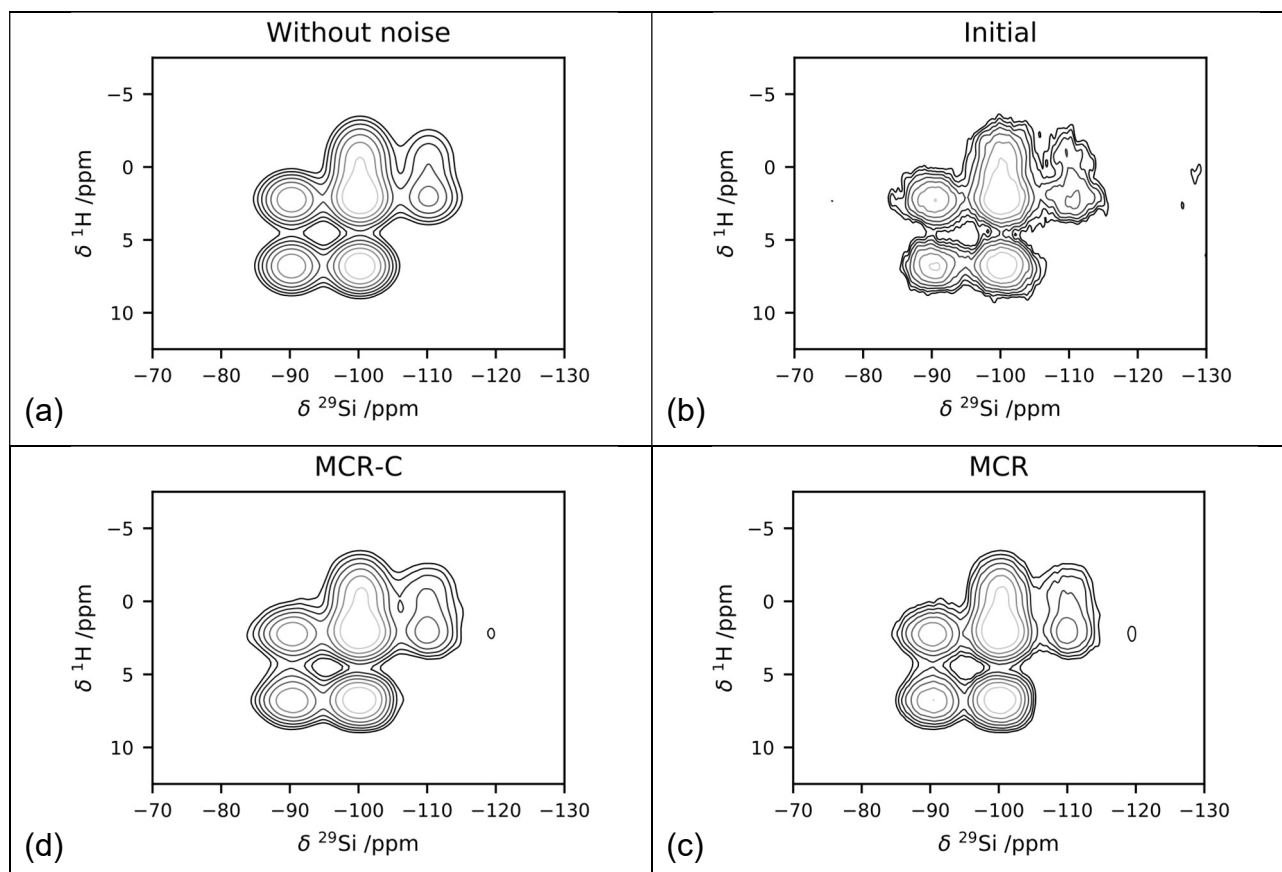 Without noise
−5
0
5
10
δ ¹H /ppm
−70 −80 −90 −100 −110 −120 −130
δ ²⁹Si /ppm
(a)
Initial
−5
0
5
10
δ ¹H /ppm
−70 −80 −90 −100 −110 −120 −130
δ ²⁹Si /ppm
(b)
MCR-C
−5
0
5
10
δ ¹H /ppm
−70 −80 −90 −100 −110 −120 −130
δ ²⁹Si /ppm
(d)
MCR
−5
0
5
10
δ ¹H /ppm
−70 −80 −90 −100 −110 −120 −130
δ ²⁹Si /ppm
(c)